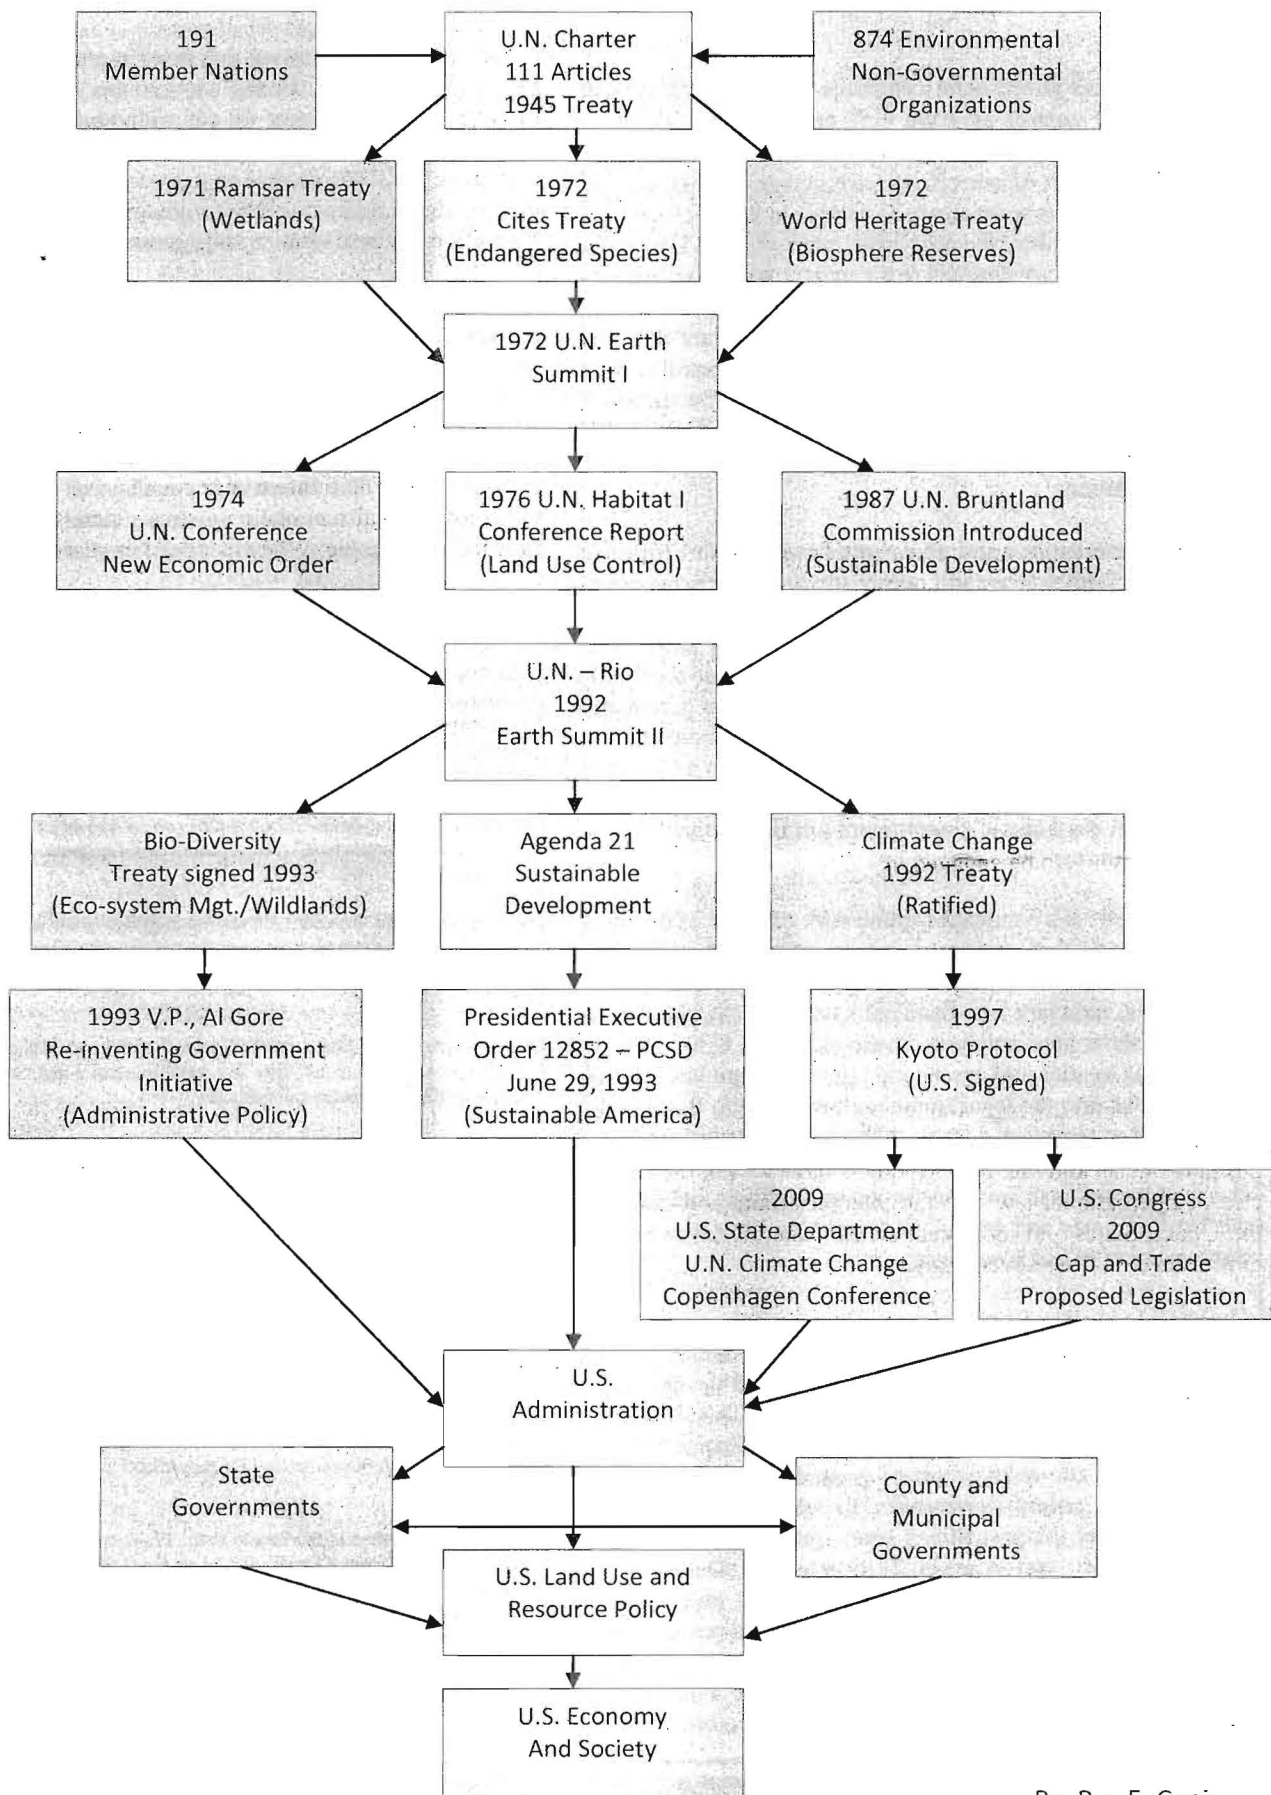 191
Member Nations
U.N. Charter
111 Articles
1945 Treaty
874 Environmental
Non-Governmental
Organizations
1971 Ramsar Treaty
(Wetlands)
1972
Cites Treaty
(Endangered Species)
1972
World Heritage Treaty
(Biosphere Reserves)
1972 U.N. Earth
Summit I
1974
U.N. Conference
New Economic Order
1976 U.N. Habitat I
Conference Report
(Land Use Control)
1987 U.N. Bruntland
Commission Introduced
(Sustainable Development)
U.N. – Rio
1992
Earth Summit II
Bio-Diversity
Treaty signed 1993
(Eco-system Mgt./Wildlands)
Agenda 21
Sustainable
Development
Climate Change
1992 Treaty
(Ratified)
1993 V.P., Al Gore
Re-inventing Government
Initiative
(Administrative Policy)
Presidential Executive
Order 12852 – PCSD
June 29, 1993
(Sustainable America)
1997
Kyoto Protocol
(U.S. Signed)
2009
U.S. State Department
U.N. Climate Change
Copenhagen Conference
U.S. Congress
2009
Cap and Trade
Proposed Legislation
U.S.
Administration
State
Governments
County and
Municipal
Governments
U.S. Land Use and
Resource Policy
U.S. Economy
And Society